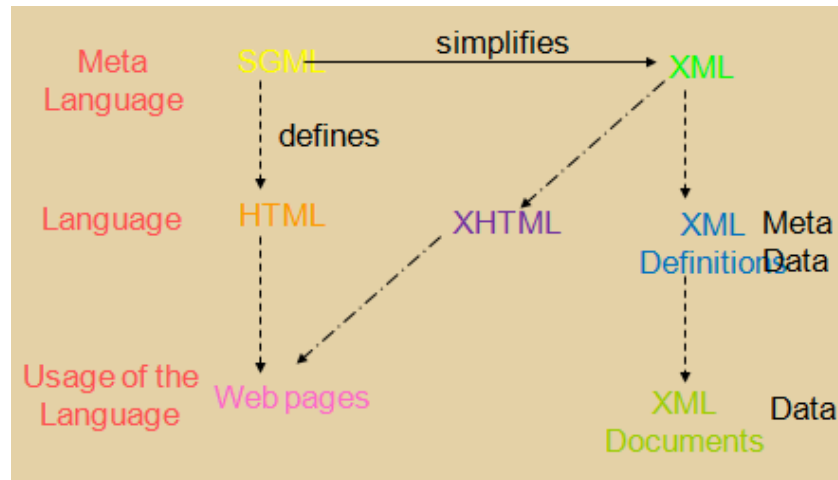 simplifies
Meta
Language
SGML
XML
defines
Language
HTML
XHTML
XML
Definitions
Meta
Data
Usage of the
Language
Web pages
XML
Documents
Data